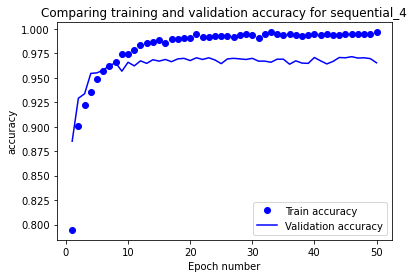 Comparing training and validation accuracy for sequential_4
1.000
0.975
0.950
0.925
0.900
0.875
0.850
0.825
0.800
accuracy
Train accuracy
Validation accuracy
0 10 20 30 40 50
Epoch number